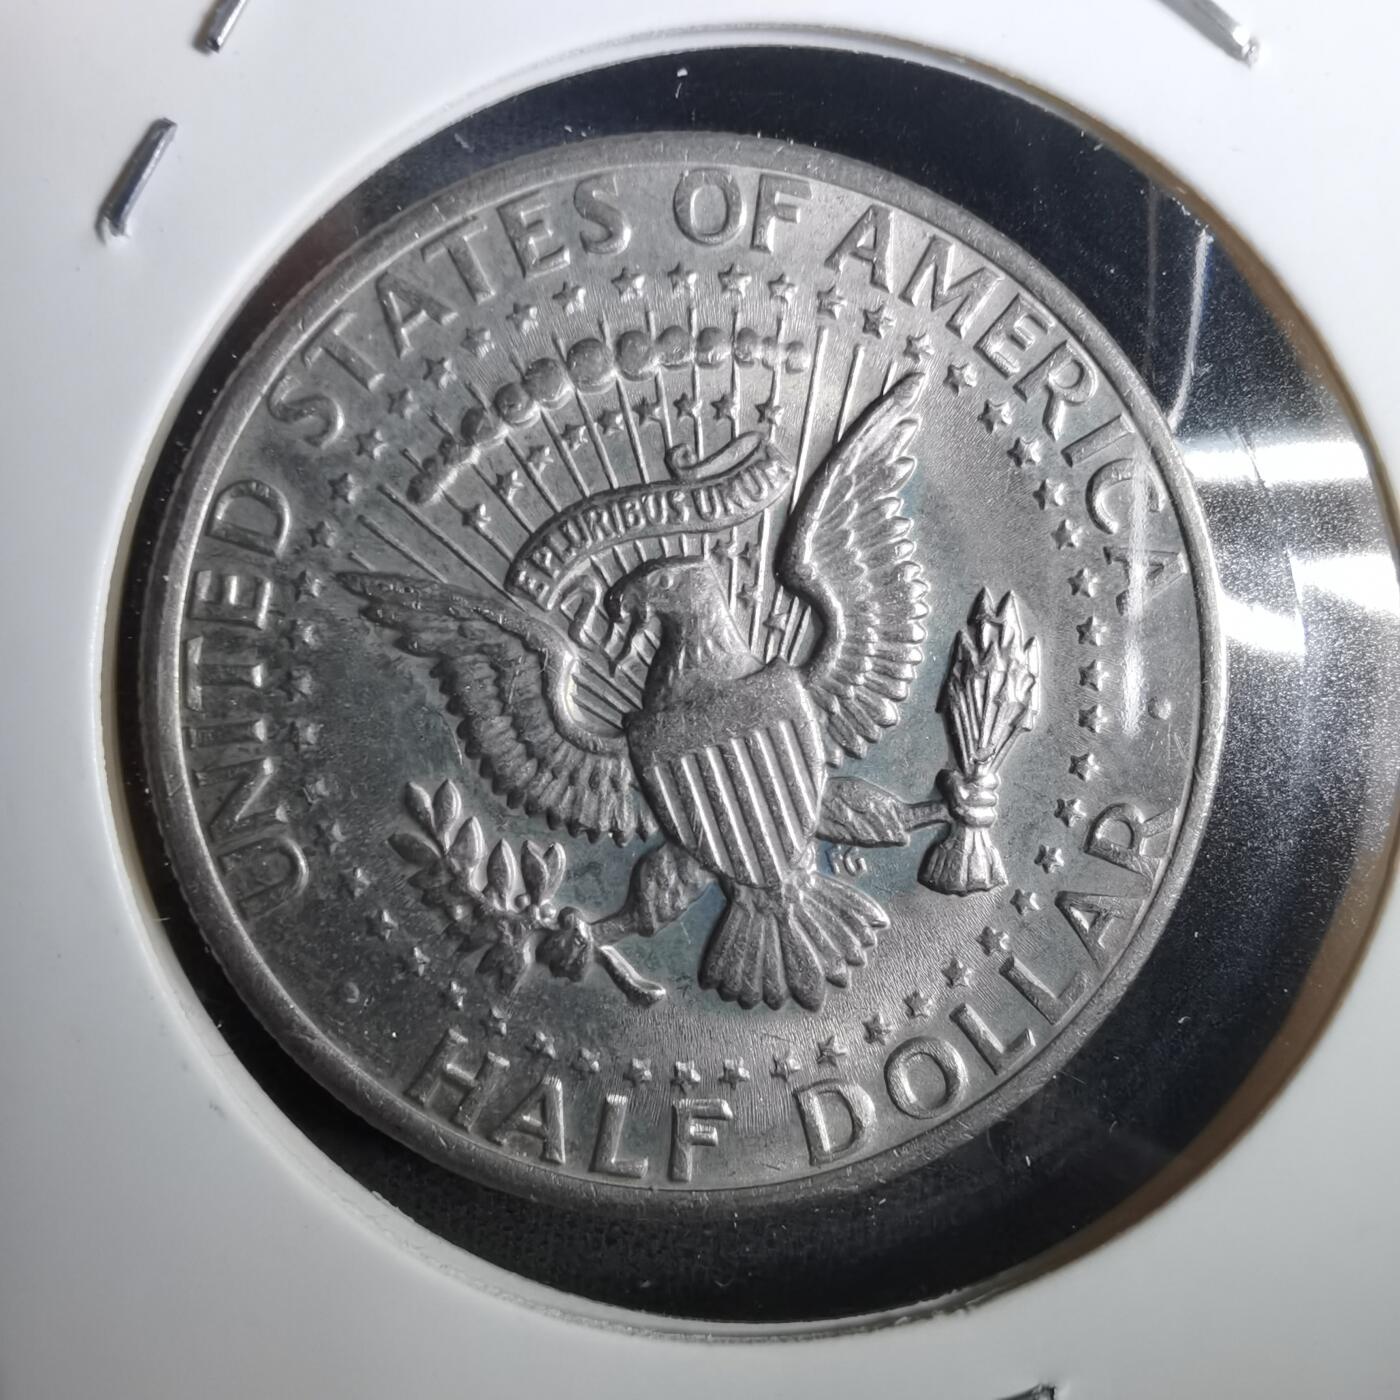 UNITED STATES OF AMERICA
E PLURIBUS UNUM
FG
HALF DOLLAR